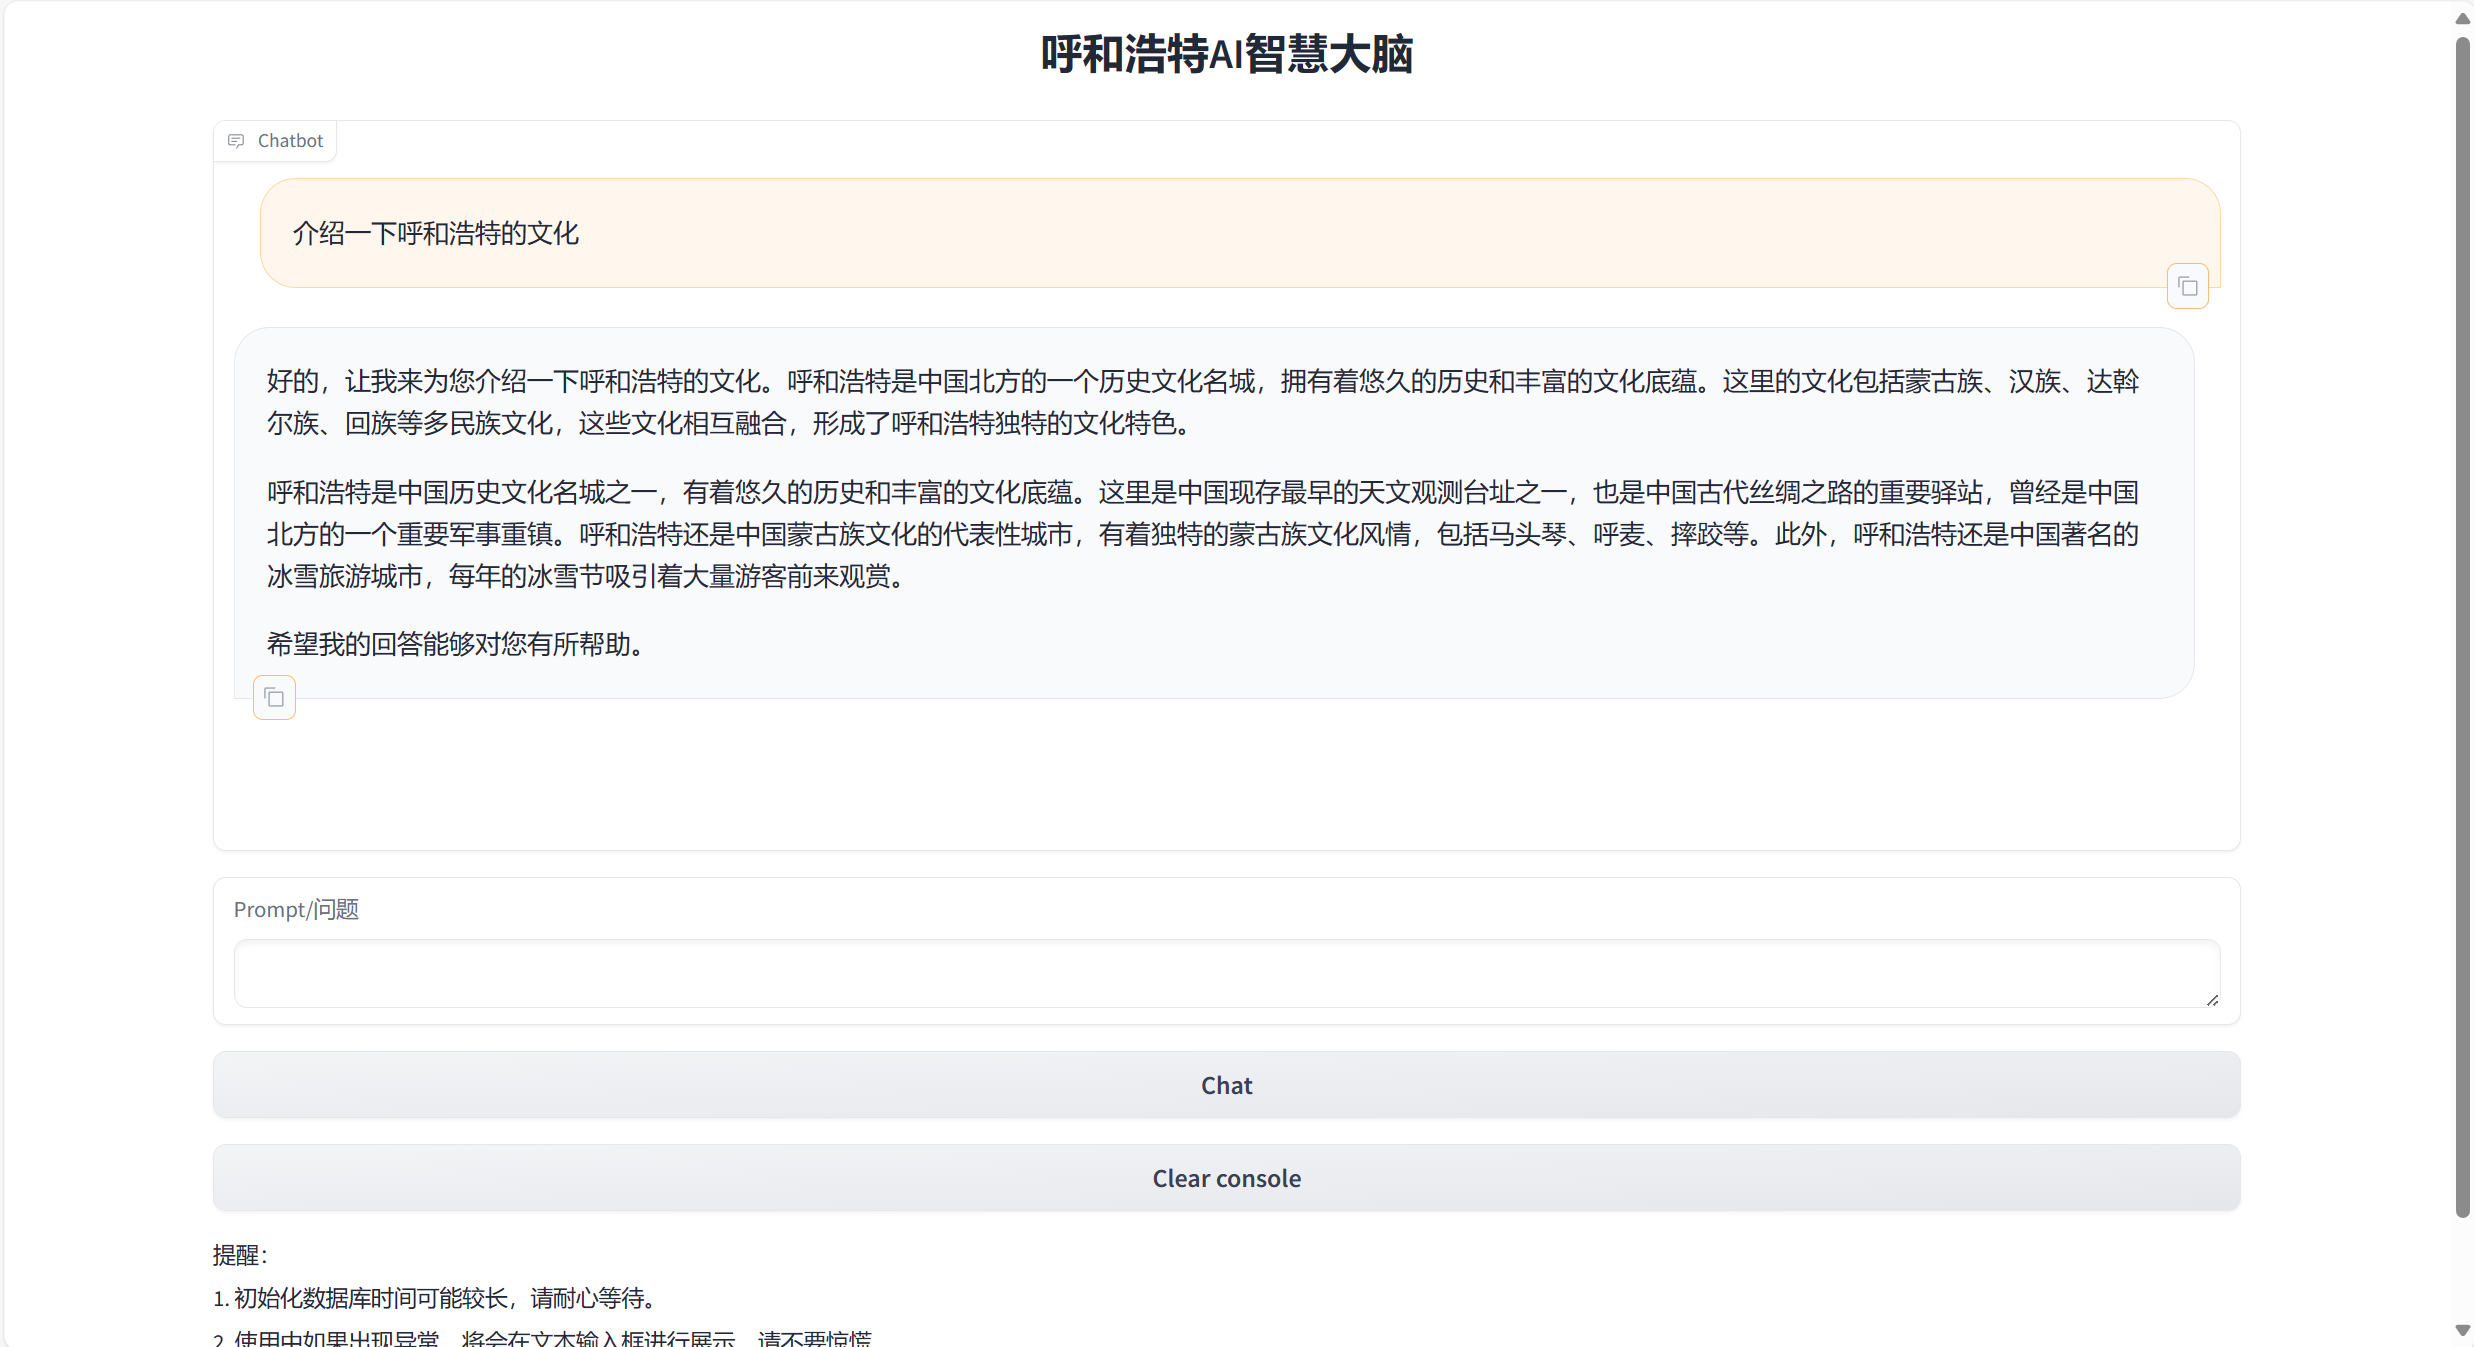 呼和浩特AI智慧大脑
Chatbot
介绍一下呼和浩特的文化
好的，让我来为您介绍一下呼和浩特的文化。呼和浩特是中国北方的一个历史文化名城，拥有着悠久的历史和丰富的文化底蕴。这里的文化包括蒙古族、汉族、达斡
尔族、回族等多民族文化，这些文化相互融合，形成了呼和浩特独特的文化特色。
呼和浩特是中国历史文化名城之一，有着悠久的历史和丰富的文化底蕴。这里是中国现存最早的天文观测台址之一，也是中国古代丝绸之路的重要驿站，曾经是中国
北方的一个重要军事重镇。呼和浩特还是中国蒙古族文化的代表性城市，有着独特的蒙古族文化风情，包括马头琴、呼麦、摔跤等。此外，呼和浩特还是中国著名的
冰雪旅游城市，每年的冰雪节吸引着大量游客前来观赏。
希望我的回答能够对您有所帮助。
Prompt/问题
Chat
Clear console
提醒：
1. 初始化数据库时间可能较长，请耐心等待。
2. 使用中如果出现异常，将会在文本输入框进行展示，请不要惊慌